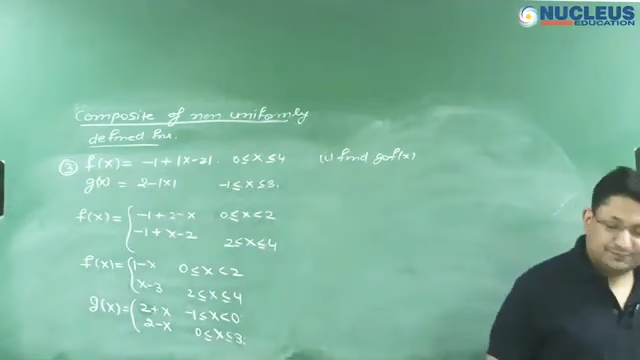 NUCLEUS
EDUCATION
Composite of non uniformly
defined fns.
③ f(x) = -1+|x-2| 0≤x≤4 (i) find gof(x)
g(x) = 2-|x| -1≤x≤3.
f(x) = { -1+2-x 0≤x<2
-1+x-2 2≤x≤4
f(x) = { 1-x 0≤x<2
x-3 2≤x≤4
g(x) = { 2+x -1≤x<0
2-x 0≤x≤3.